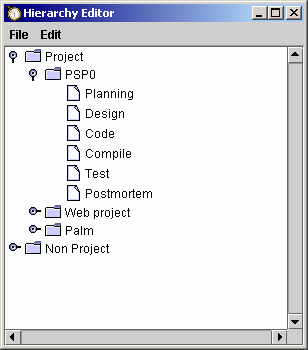 Hierarchy Editor
File Edit
Project
PSP0
Planning
Design
Code
Compile
Test
Postmortem
Web project
Palm
Non Project